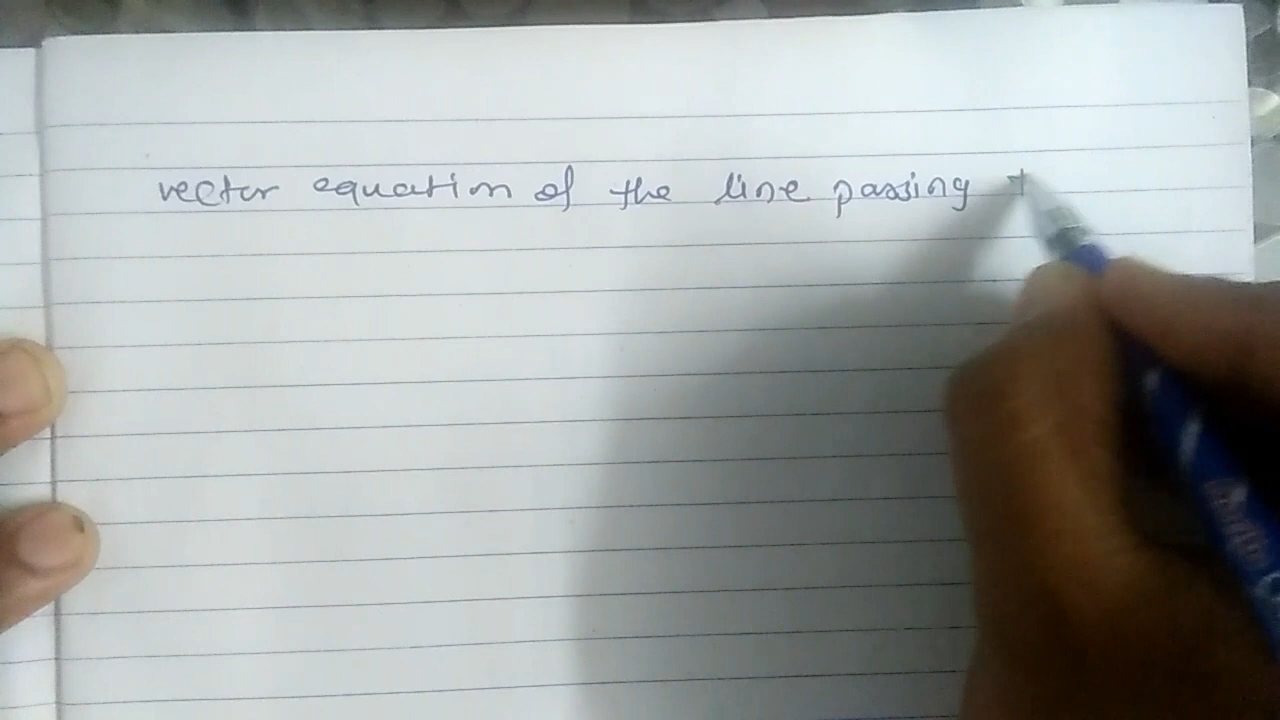 vector equation of the line passing t